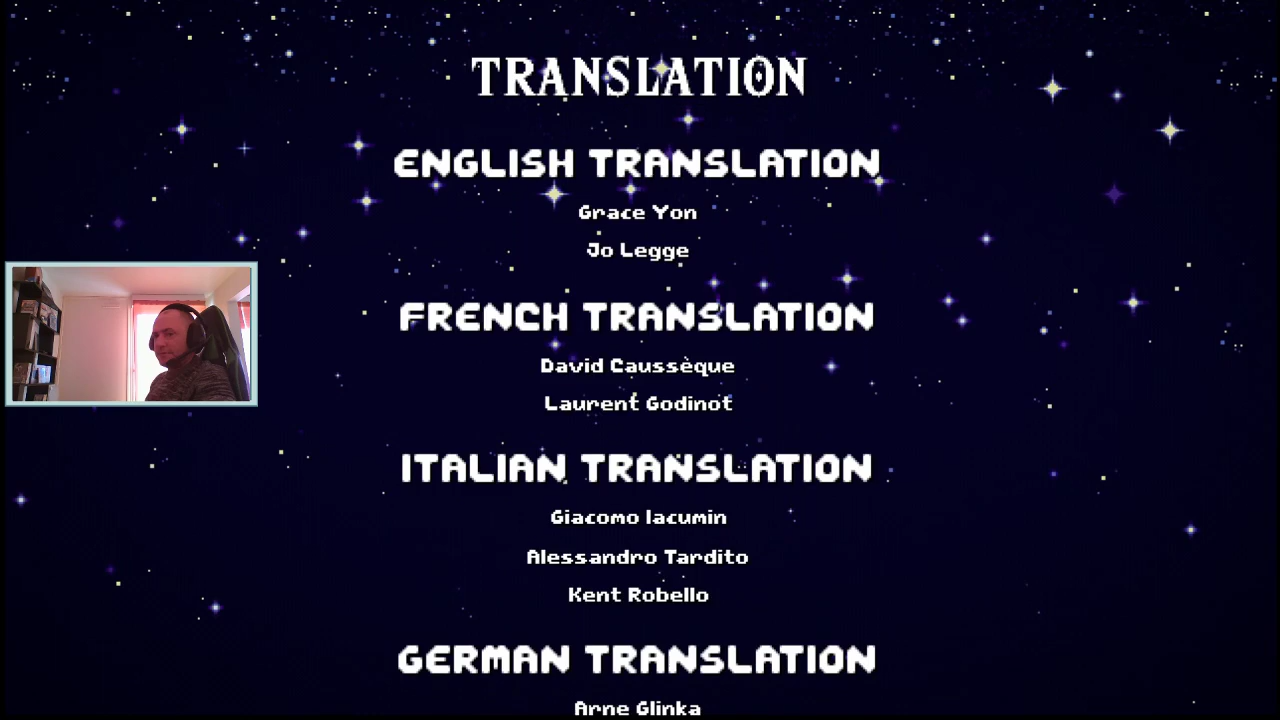 TRANSLATION
ENGLISH TRANSLATION
Grace Yon
Jo Legge
FRENCH TRANSLATION
David Caussèque
Laurent Godinot
ITALIAN TRANSLATION
Giacomo Iacumin
Alessandro Tardito
Kent Robello
GERMAN TRANSLATION
Arne Glinka